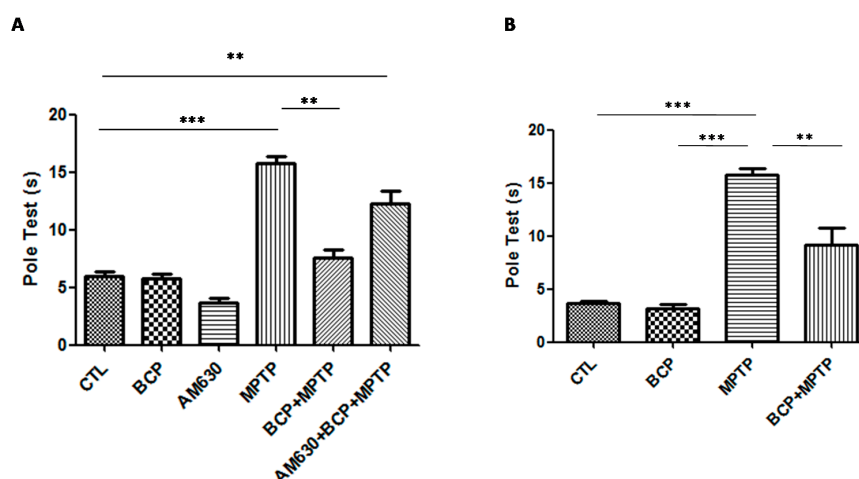 A
**
**
***
Pole Test (s)
20
15
10
5
0
CTL
BCP
AM630
MPTP
BCP+MPTP
AM630+BCP+MPTP
B
***
***
**
Pole Test (s)
20
15
10
5
0
CTL
BCP
MPTP
BCP+MPTP